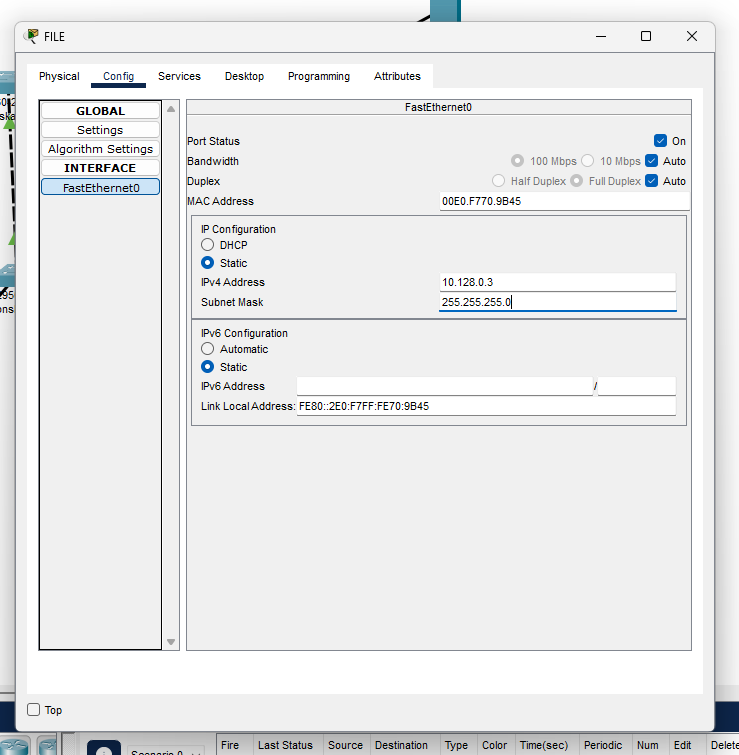 FILE
Physical Config Services Desktop Programming Attributes
GLOBAL
Settings
Algorithm Settings
INTERFACE
FastEthernet0
FastEthernet0
Port Status On
Bandwidth 100 Mbps 10 Mbps Auto
Duplex Half Duplex Full Duplex Auto
MAC Address 00E0.F770.9B45
IP Configuration
DHCP
Static
IPv4 Address 10.128.0.3
Subnet Mask 255.255.255.0
IPv6 Configuration
Automatic
Static
IPv6 Address /
Link Local Address: FE80::2E0:F7FF:FE70:9B45
Top
Fire Last Status Source Destination Type Color Time(sec) Periodic Num Edit Delete
Scenario 0